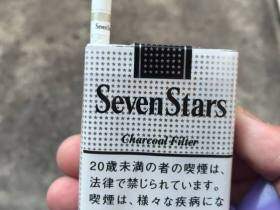 Seven Stars
SevenStars
Charcoal Filter
20歳未満の者の喫煙は、
法律で禁じられています。
喫煙は、様々な疾病にな